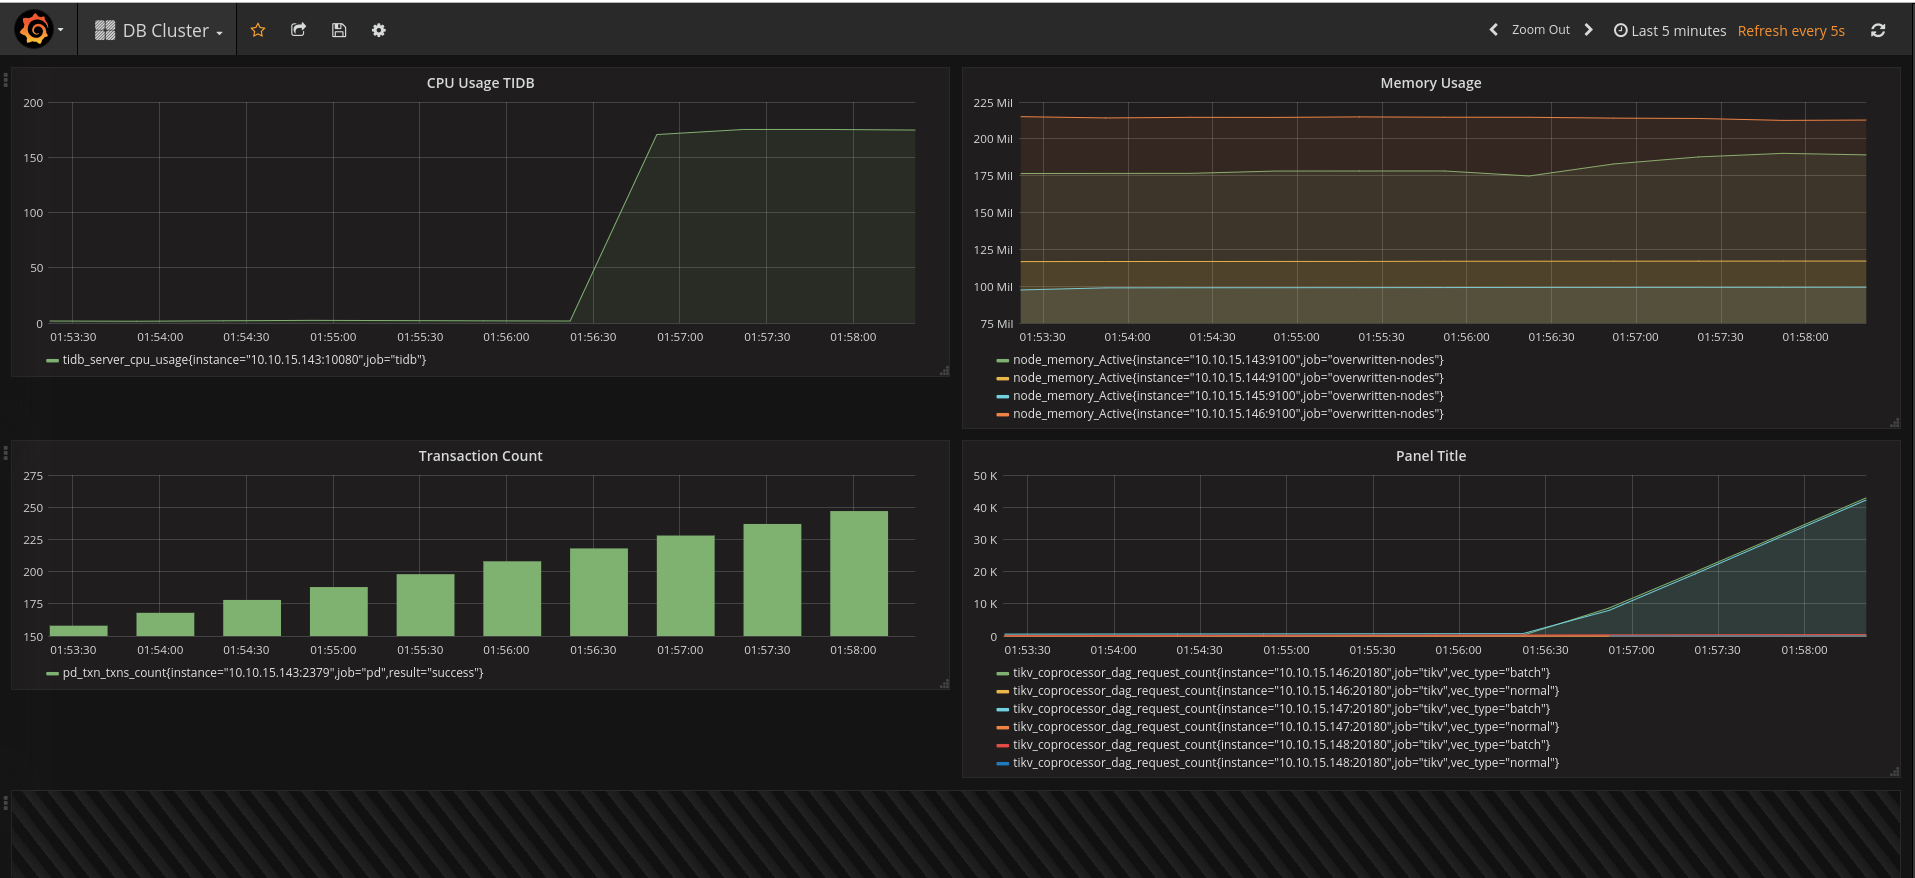 DB Cluster
Zoom Out
Last 5 minutes
Refresh every 5s
CPU Usage TIDB
200
150
100
50
0
01:53:30 01:54:00 01:54:30 01:55:00 01:55:30 01:56:00 01:56:30 01:57:00 01:57:30 01:58:00
tidb_server_cpu_usage{instance="10.10.15.143:10080",job="tidb"}
Memory Usage
225 Mil
200 Mil
175 Mil
150 Mil
125 Mil
100 Mil
75 Mil
01:53:30 01:54:00 01:54:30 01:55:00 01:55:30 01:56:00 01:56:30 01:57:00 01:57:30 01:58:00
node_memory_Active{instance="10.10.15.143:9100",job="overwritten-nodes"}
node_memory_Active{instance="10.10.15.144:9100",job="overwritten-nodes"}
node_memory_Active{instance="10.10.15.145:9100",job="overwritten-nodes"}
node_memory_Active{instance="10.10.15.146:9100",job="overwritten-nodes"}
Transaction Count
275
250
225
200
175
150
01:53:30 01:54:00 01:54:30 01:55:00 01:55:30 01:56:00 01:56:30 01:57:00 01:57:30 01:58:00
pd_txn_txns_count{instance="10.10.15.143:2379",job="pd",result="success"}
Panel Title
50 K
40 K
30 K
20 K
10 K
0
01:53:30 01:54:00 01:54:30 01:55:00 01:55:30 01:56:00 01:56:30 01:57:00 01:57:30 01:58:00
tikv_coprocessor_dag_request_count{instance="10.10.15.146:20180",job="tikv",vec_type="batch"}
tikv_coprocessor_dag_request_count{instance="10.10.15.146:20180",job="tikv",vec_type="normal"}
tikv_coprocessor_dag_request_count{instance="10.10.15.147:20180",job="tikv",vec_type="batch"}
tikv_coprocessor_dag_request_count{instance="10.10.15.147:20180",job="tikv",vec_type="normal"}
tikv_coprocessor_dag_request_count{instance="10.10.15.148:20180",job="tikv",vec_type="batch"}
tikv_coprocessor_dag_request_count{instance="10.10.15.148:20180",job="tikv",vec_type="normal"}